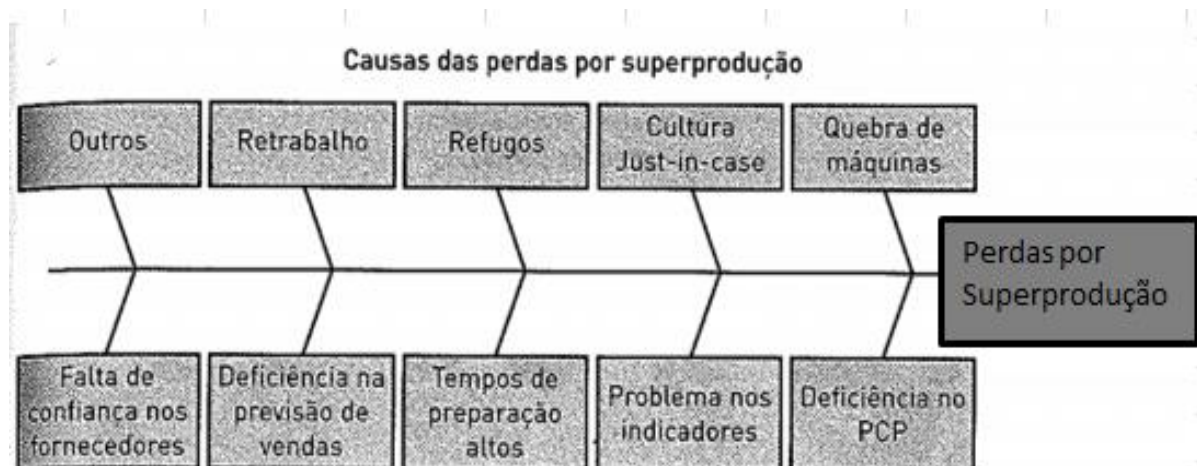 Causas das perdas por superprodução
Outros
Retrabalho
Refugos
Cultura
Just-in-case
Quebra de
máquinas
Perdas por
Superprodução
Falta de
confiança nos
fornecedores
Deficiência na
previsão de
vendas
Tempos de
preparação
altos
Problema nos
indicadores
Deficiência no
PCP